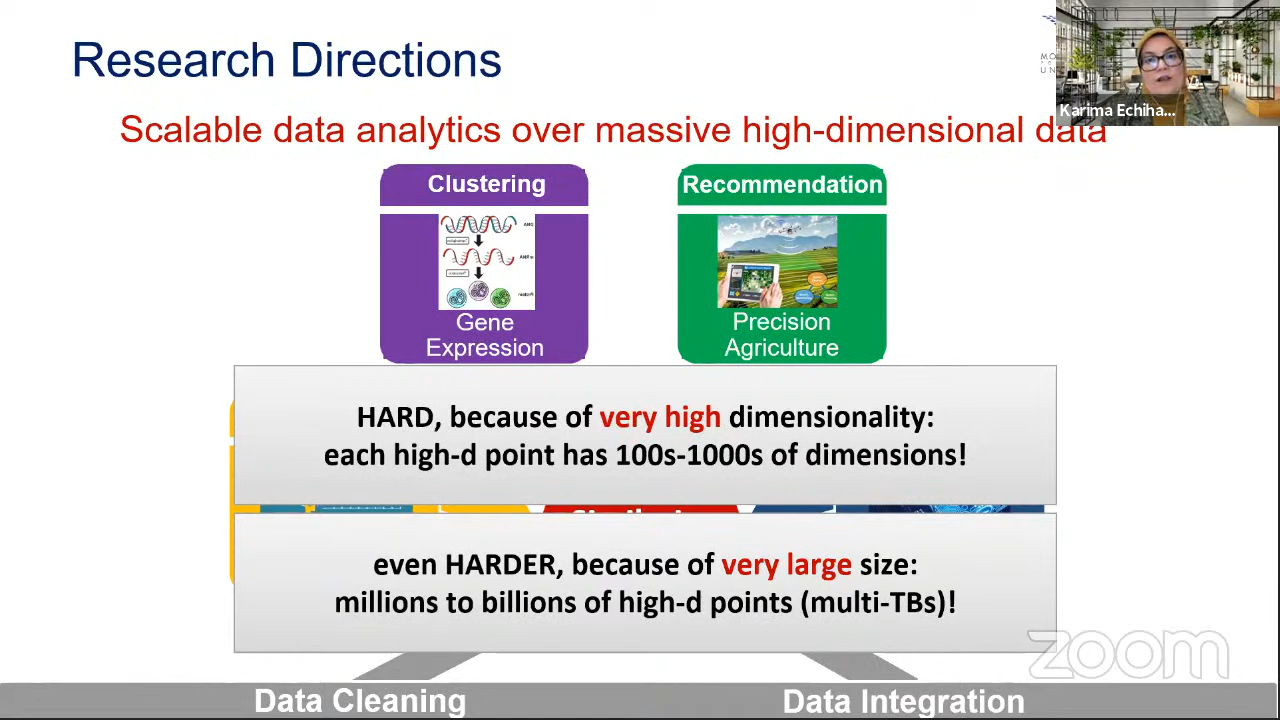 Research Directions
Karima Echiha...
Scalable data analytics over massive high-dimensional data
Clustering
Recommendation
Gene
Expression
Precision
Agriculture
HARD, because of very high dimensionality:
each high-d point has 100s-1000s of dimensions!
even HARDER, because of very large size:
millions to billions of high-d points (multi-TBs)!
zoom
Data Cleaning
Data Integration